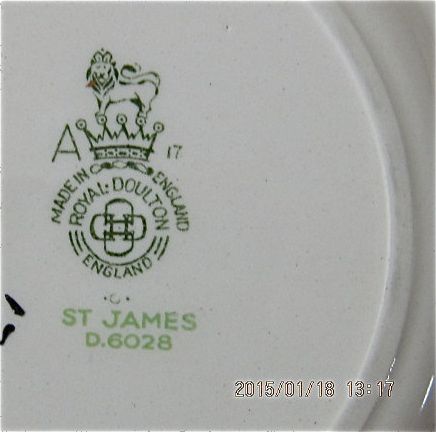 A 17
MADE IN ENGLAND
ROYAL·DOULTON
ENGLAND
·C·
ST JAMES
D.6028
2015/01/18 13:17